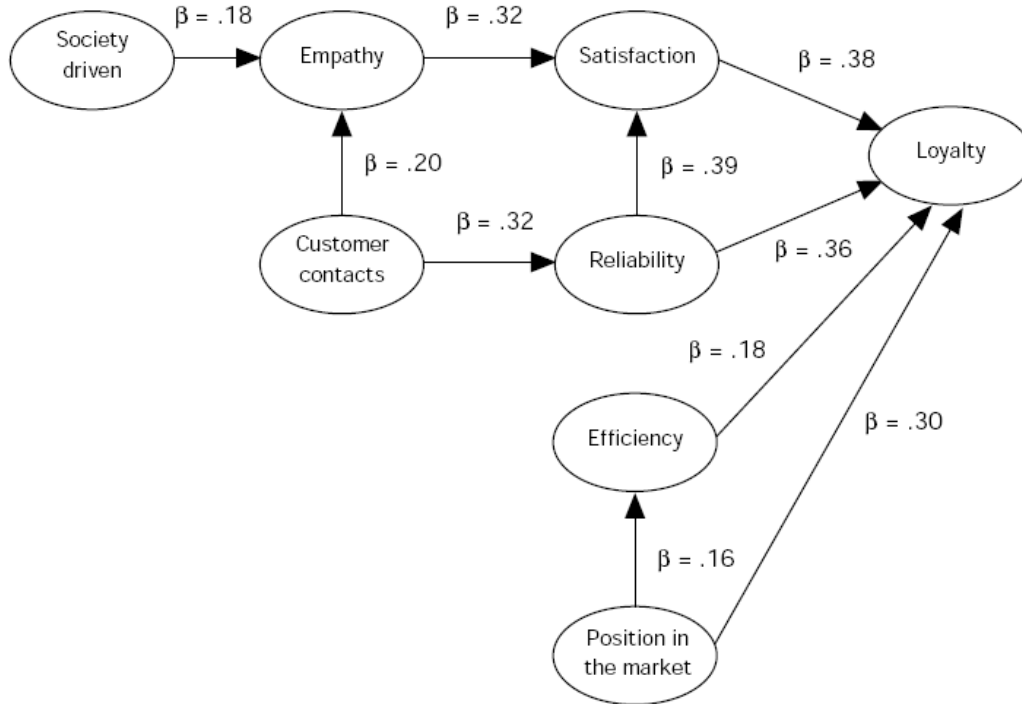 β = .18
β = .32
Society
driven
Empathy
Satisfaction
β = .38
Loyalty
β = .20
β = .39
β = .32
Customer
contacts
Reliability
β = .36
β = .18
Efficiency
β = .30
β = .16
Position in
the market